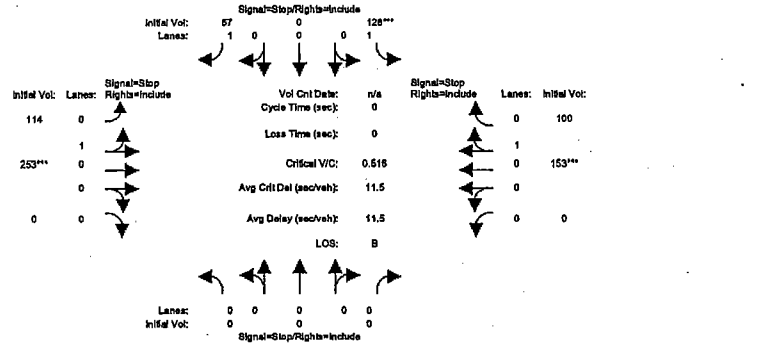 Signal=Stop/Rights=Include
Initial Vol: 57 0 128***
Lanes: 1 0 0 0 1
Signal=Stop
Initial Vol: Lanes: Rights=Include
Vol Cnt Date: n/a
Signal=Stop
Rights=Include Lanes: Initial Vol:
Cycle Time (sec): 0
114 0
0 100
Loss Time (sec): 0
1
1
253*** 0
Critical V/C: 0.516
0 153***
0
Avg Crit Del (sec/veh): 11.5
0
0 0
Avg Delay (sec/veh): 11.5
0 0
LOS: B
Lanes: 0 0 0 0 0
Initial Vol: 0 0 0
Signal=Stop/Rights=Include